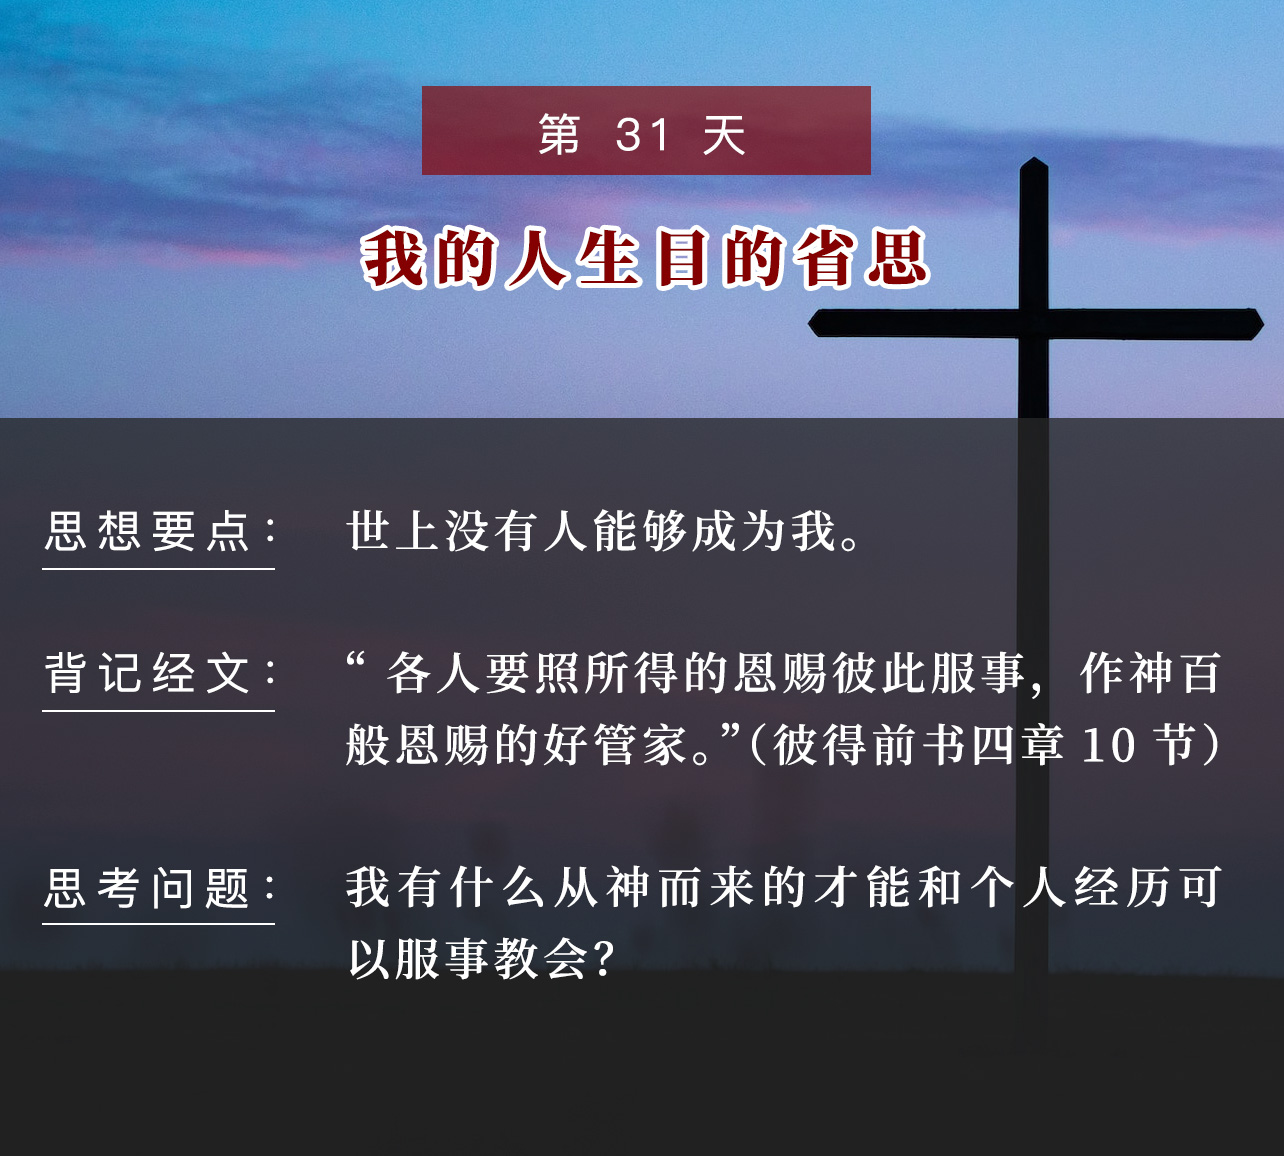 第 31 天
我的人生目的省思
思想要点： 世上没有人能够成为我。
背记经文： “ 各人要照所得的恩赐彼此服事，作神百
般恩赐的好管家。”（彼得前书四章 10 节）
思考问题： 我有什么从神而来的才能和个人经历可
以服事教会？